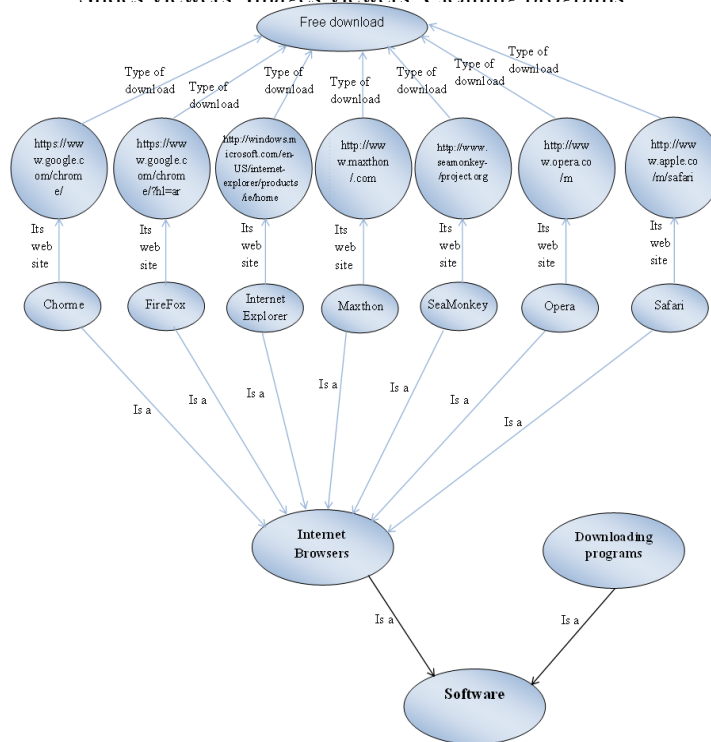 Free download
Type of
download
Type of
download
Type of
download
Type of
download
Type of
download
Type of
download
Type of
download
https://ww
w.google.c
om/chrom
e/
https://ww
w.google.c
om/chrom
e/?hl=ar
http://windows.m
icrosoft.com/en-
US/internet-
explorer/products
/ie/home
http://ww
w.maxthon
/.com
http://www.
seamonkey-
/project.org
http://ww
w.opera.co
/m
http://ww
w.apple.co
/m/safari
Its
web
site
Its
web
site
Its
web
site
Its
web
site
Its
web
site
Its
web
site
Its
web
site
Chorme
FireFox
Internet
Explorer
Maxthon
SeaMonkey
Opera
Safari
Is a
Is a
Is a
Is a
Is a
Is a
Is a
Internet
Browsers
Downloading
programs
Is a
Is a
Software